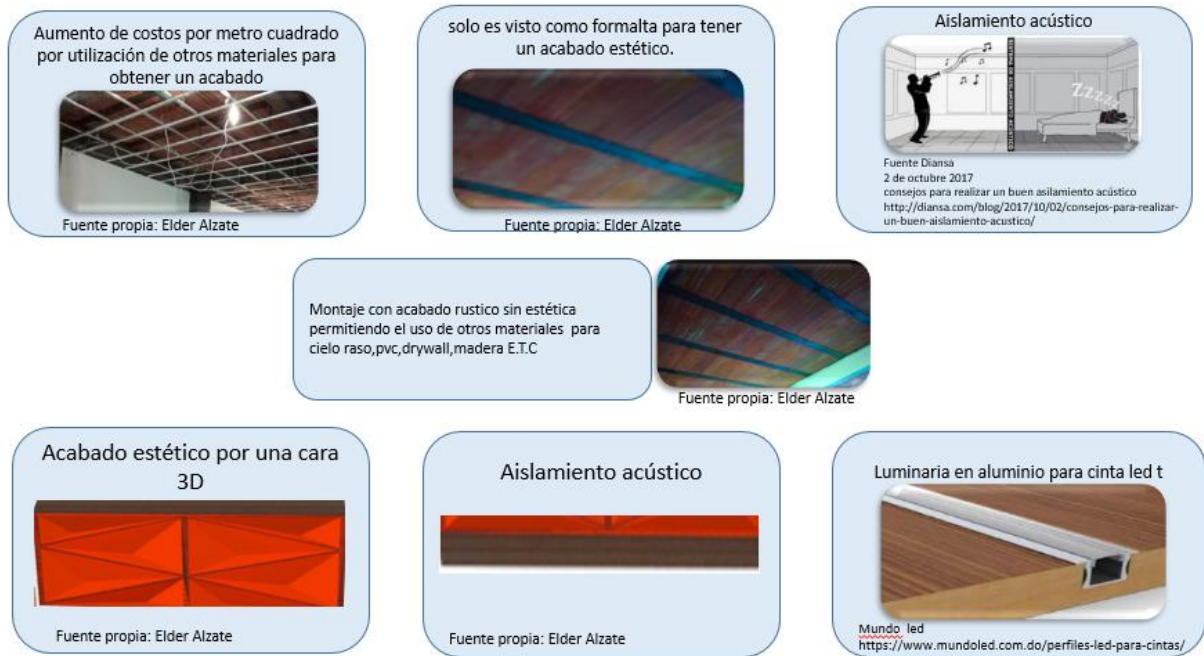 Aumento de costos por metro cuadrado
por utilización de otros materiales para
obtener un acabado
Fuente propia: Elder Alzate
solo es visto como formalta para tener
un acabado estético.
Fuente propia: Elder Alzate
Aislamiento acústico
SISTEMA DE AISLAMIENTO ACUSTICO
ZZZzz
Fuente Diansa
2 de octubre 2017
consejos para realizar un buen asilamiento acústico
http://diansa.com/blog/2017/10/02/consejos-para-realizar-
un-buen-aislamiento-acustico/
Montaje con acabado rustico sin estética
permitiendo el uso de otros materiales para
cielo raso,pvc,drywall,madera E.T.C
Fuente propia: Elder Alzate
Acabado estético por una cara
3D
Fuente propia: Elder Alzate
Aislamiento acústico
Fuente propia: Elder Alzate
Luminaria en aluminio para cinta led t
Mundo led
https://www.mundoled.com.do/perfiles-led-para-cintas/